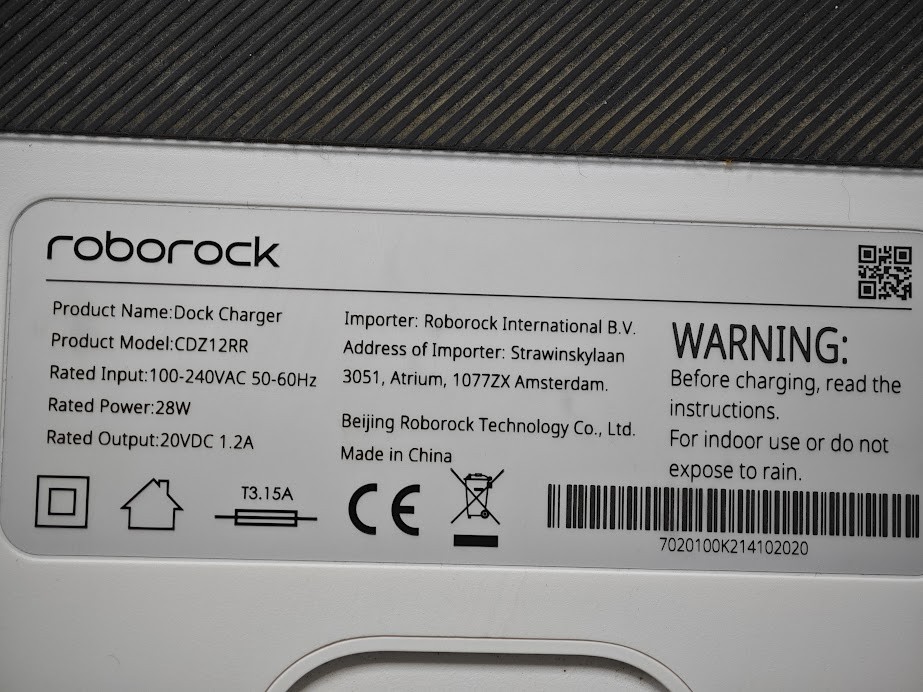 roborock
Product Name:Dock Charger
Product Model:CDZ12RR
Rated Input:100-240VAC 50-60Hz
Rated Power:28W
Rated Output:20VDC 1.2A
T3.15A
Importer: Roborock International B.V.
Address of Importer: Strawinskylaan
3051, Atrium, 1077ZX Amsterdam.
Beijing Roborock Technology Co., Ltd.
Made in China
CE
WARNING:
Before charging, read the
instructions.
For indoor use or do not
expose to rain.
7020100K214102020